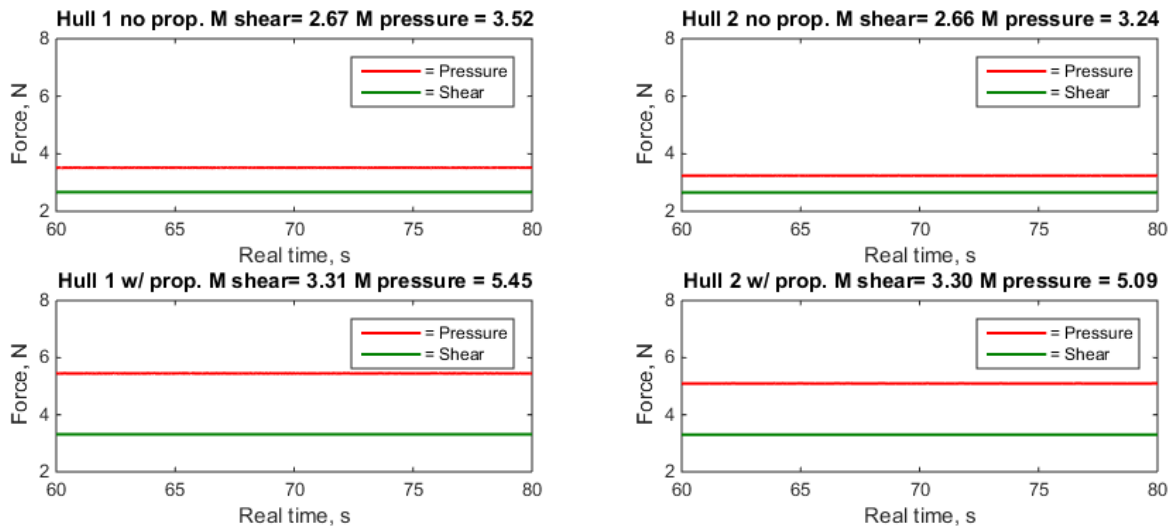 Hull 1 no prop. M shear= 2.67 M pressure = 3.52
8
6
4
2
Force, N
= Pressure
= Shear
60 65 70 75 80
Real time, s
Hull 2 no prop. M shear= 2.66 M pressure = 3.24
8
6
4
2
Force, N
= Pressure
= Shear
60 65 70 75 80
Real time, s
Hull 1 w/ prop. M shear= 3.31 M pressure = 5.45
8
6
4
2
Force, N
= Pressure
= Shear
60 65 70 75 80
Real time, s
Hull 2 w/ prop. M shear= 3.30 M pressure = 5.09
8
6
4
2
Force, N
= Pressure
= Shear
60 65 70 75 80
Real time, s